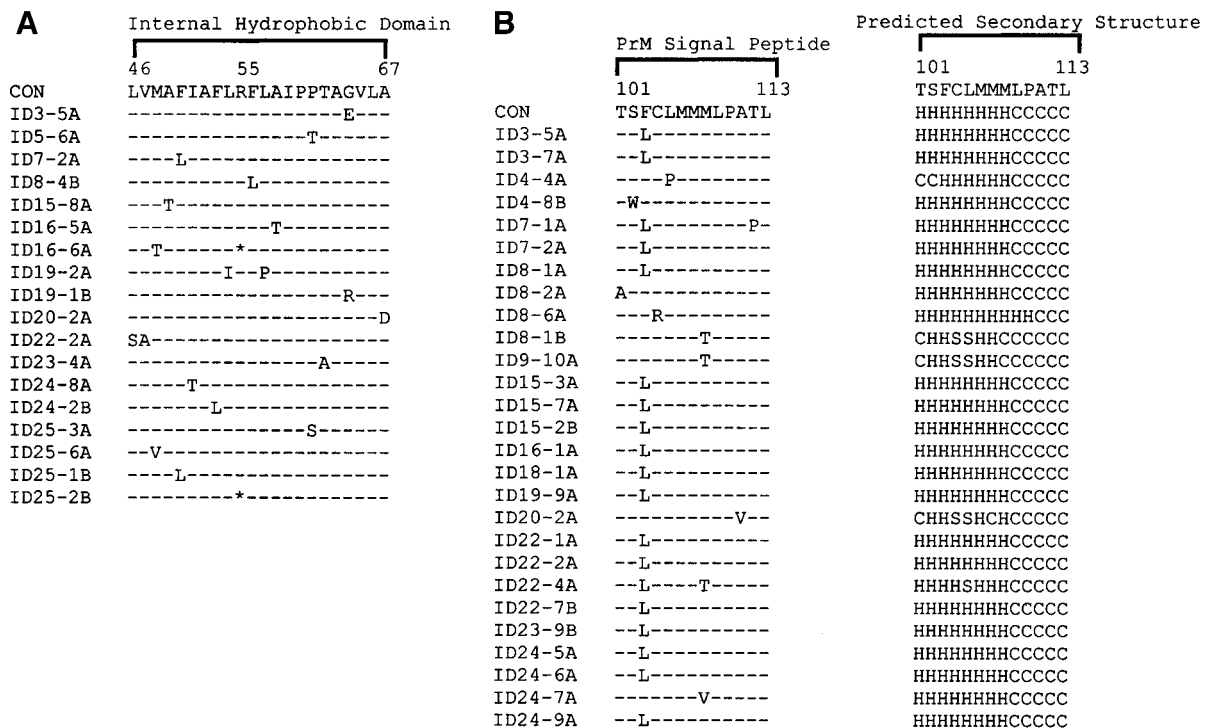 A
Internal Hydrophobic Domain
46 55 67
CON LVMAFIAFLRFLAIPPTAGVLA
ID3-5A ------------------E---
ID5-6A ---------------T------
ID7-2A ----L-----------------
ID8-4B ----------L-----------
ID15-8A ---T------------------
ID16-5A ------------T---------
ID16-6A --T------*------------
ID19-2A --------I--P----------
ID19-1B ------------------R---
ID20-2A ---------------------D
ID22-2A SA--------------------
ID23-4A ----------------A-----
ID24-8A -----T----------------
ID24-2B -------L--------------
ID25-3A ---------------S------
ID25-6A --V-------------------
ID25-1B ----L-----------------
ID25-2B ---------*------------
B
PrM Signal Peptide Predicted Secondary Structure
101 113 101 113
CON TSFCLMMMLPATL TSFCLMMMLPATL
ID3-5A --L---------- HHHHHHHHCCCCC
ID3-7A --L---------- HHHHHHHHCCCCC
ID4-4A ----P-------- CCHHHHHHCCCCC
ID4-8B -W----------- HHHHHHHHCCCCC
ID7-1A --L--------P- HHHHHHHHCCCCC
ID7-2A --L---------- HHHHHHHHCCCCC
ID8-1A --L---------- HHHHHHHHCCCCC
ID8-2A A------------ HHHHHHHHCCCCC
ID8-6A ---R--------- HHHHHHHHHHCCC
ID8-1B -------T----- CHHSSHHCCCCCC
ID9-10A -------T----- CHHSSHHCCCCCC
ID15-3A --L---------- HHHHHHHHCCCCC
ID15-7A --L---------- HHHHHHHHCCCCC
ID15-2B --L---------- HHHHHHHHCCCCC
ID16-1A --L---------- HHHHHHHHCCCCC
ID18-1A --L---------- HHHHHHHHCCCCC
ID19-9A --L---------- HHHHHHHHCCCCC
ID20-2A ----------V-- CHHSSHCHCCCCC
ID22-1A --L---------- HHHHHHHHCCCCC
ID22-2A --L---------- HHHHHHHHCCCCC
ID22-4A --L----T----- HHHHSHHHCCCCC
ID22-7B --L---------- HHHHHHHHCCCCC
ID23-9B --L---------- HHHHHHHHCCCCC
ID24-5A --L---------- HHHHHHHHCCCCC
ID24-6A --L---------- HHHHHHHHCCCCC
ID24-7A -------V----- HHHHHHHHCCCCC
ID24-9A --L---------- HHHHHHHHCCCCC